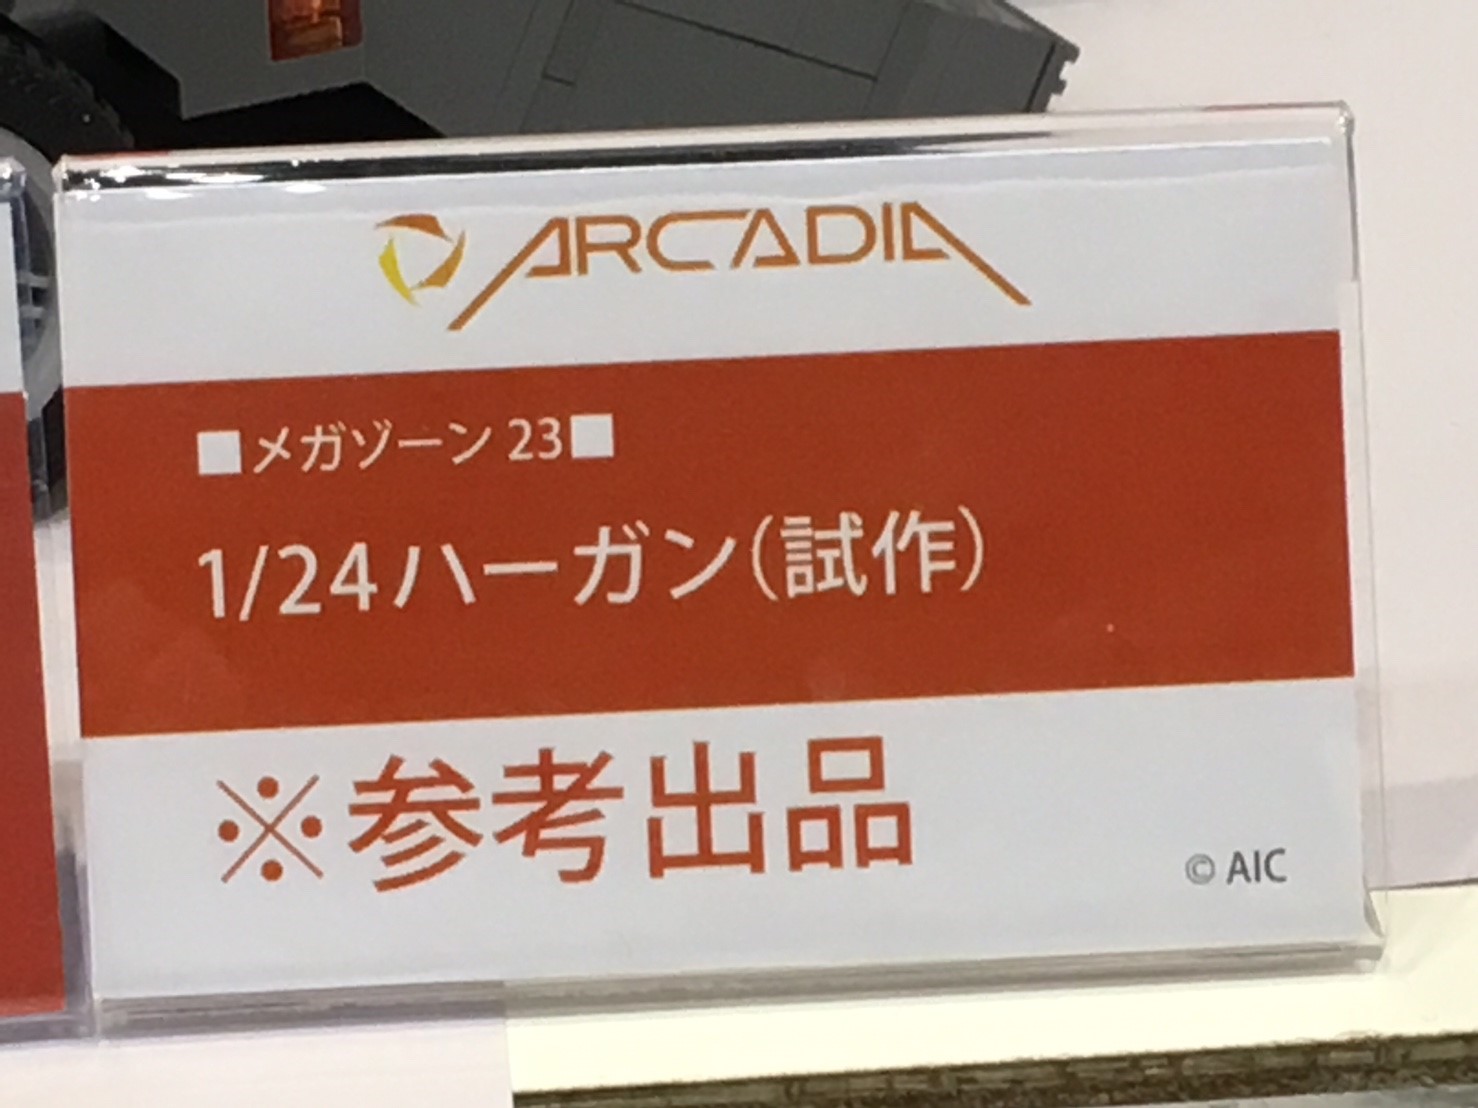 ARCADIA
■メガゾーン 23■
1/24ハーガン(試作)
※参考出品
© AIC